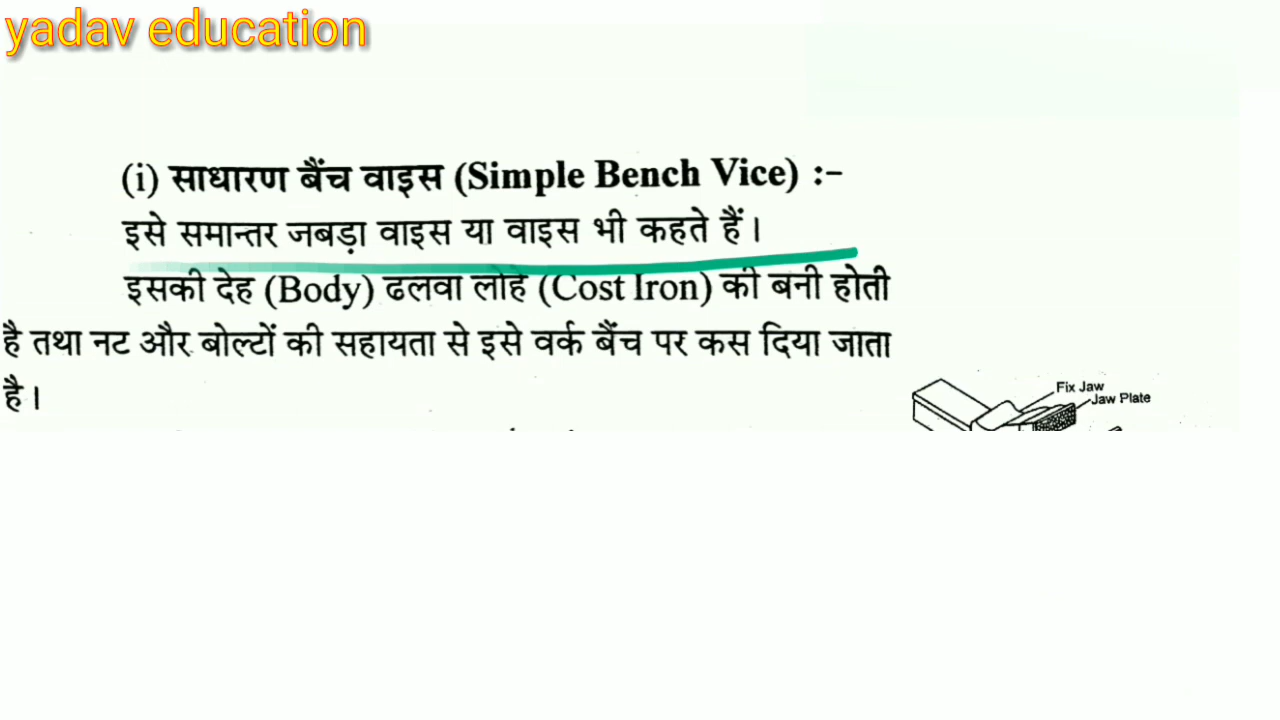 yadav education
(i) साधारण बैंच वाइस (Simple Bench Vice) :-
इसे समान्तर जबड़ा वाइस या वाइस भी कहते हैं।
इसकी देह (Body) ढलवा लोहे (Cost Iron) की बनी होती
है तथा नट और बोल्टों की सहायता से इसे वर्क बैंच पर कस दिया जाता
है।
Fix Jaw
Jaw Plate